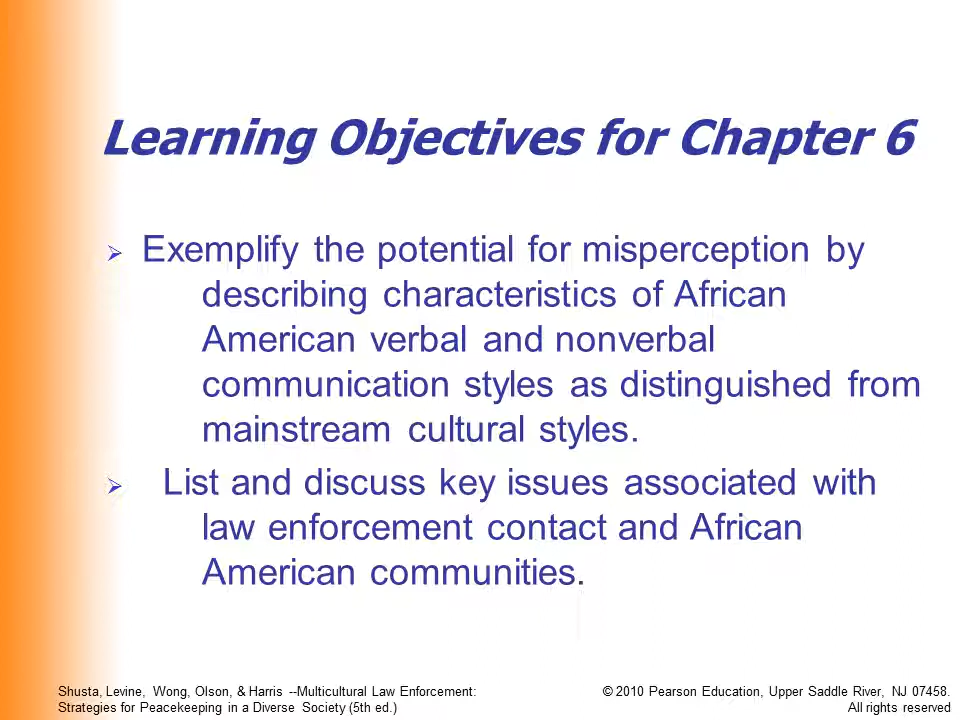 Learning Objectives for Chapter 6
➢ Exemplify the potential for misperception by
describing characteristics of African
American verbal and nonverbal
communication styles as distinguished from
mainstream cultural styles.
➢ List and discuss key issues associated with
law enforcement contact and African
American communities.
Shusta, Levine, Wong, Olson, & Harris --Multicultural Law Enforcement:
Strategies for Peacekeeping in a Diverse Society (5th ed.)
© 2010 Pearson Education, Upper Saddle River, NJ 07458.
All rights reserved